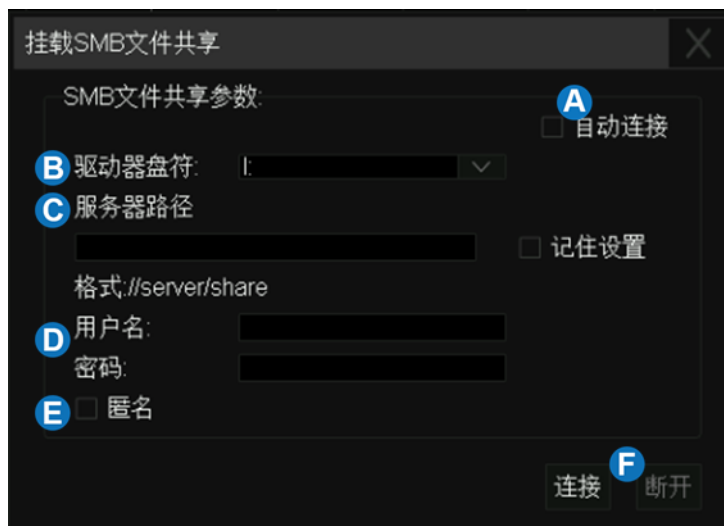 挂载SMB文件共享
SMB文件共享参数:
A
自动连接
B 驱动器盘符: I:
C 服务器路径
记住设置
格式://server/share
D 用户名:
密码:
E 匿名
F
连接 断开